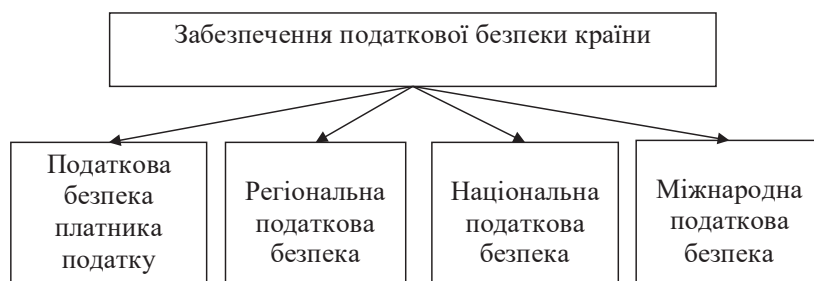 Забезпечення податкової безпеки країни
Податкова
безпека
платника
податку
Регіональна
податкова
безпека
Національна
податкова
безпека
Міжнародна
податкова
безпека